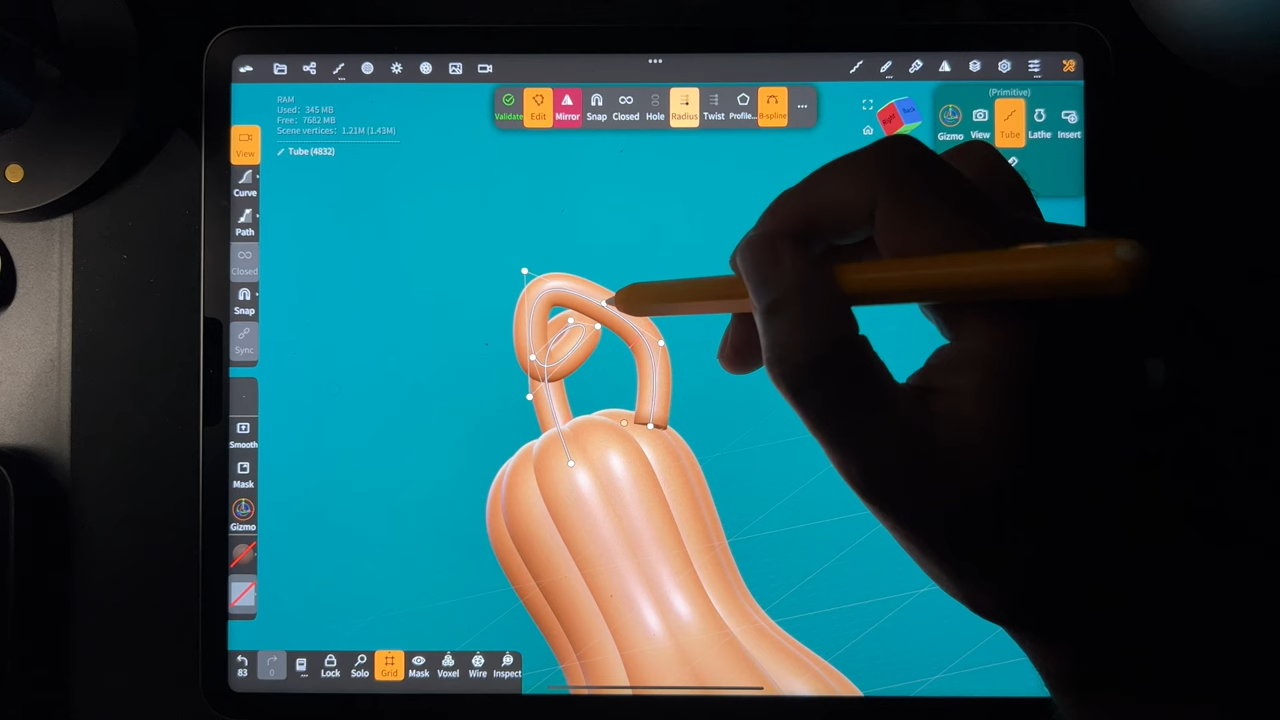 RAM
Used: 345 MB
Free: 7682 MB
Scene vertices: 1.21M (1.43M)
Tube (4832)
Validate Edit Mirror Snap Closed Hole Radius Twist Profile... B-spline
Right Back
(Primitive)
Gizmo View Tube Lathe Insert
View
Curve
Path
Closed
Snap
Sync
Smooth
Mask
Gizmo
83 0 Lock Solo Grid Mask Voxel Wire Inspect